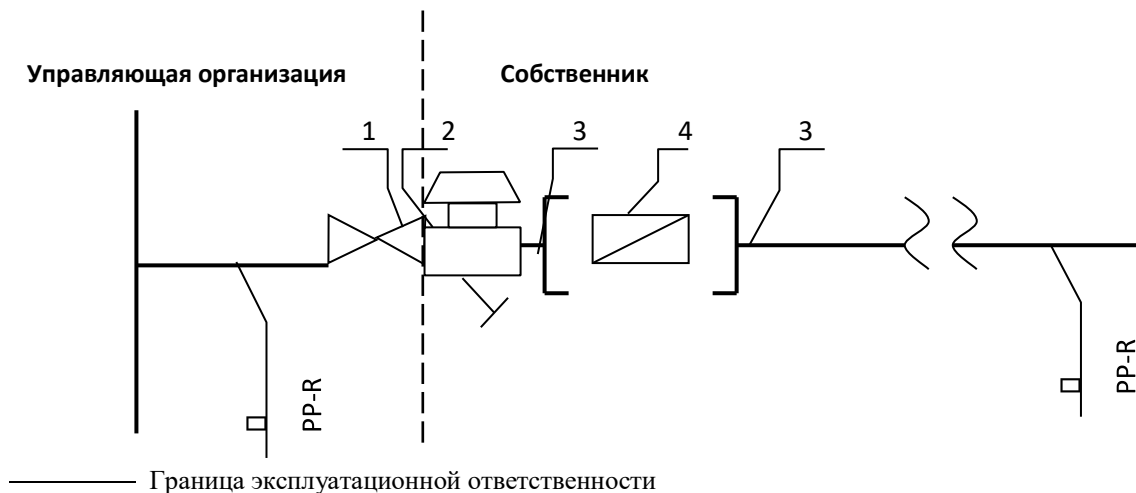 Управляющая организация
Собственник
1
2
3
4
3
PP-R
PP-R
Граница эксплуатационной ответственности